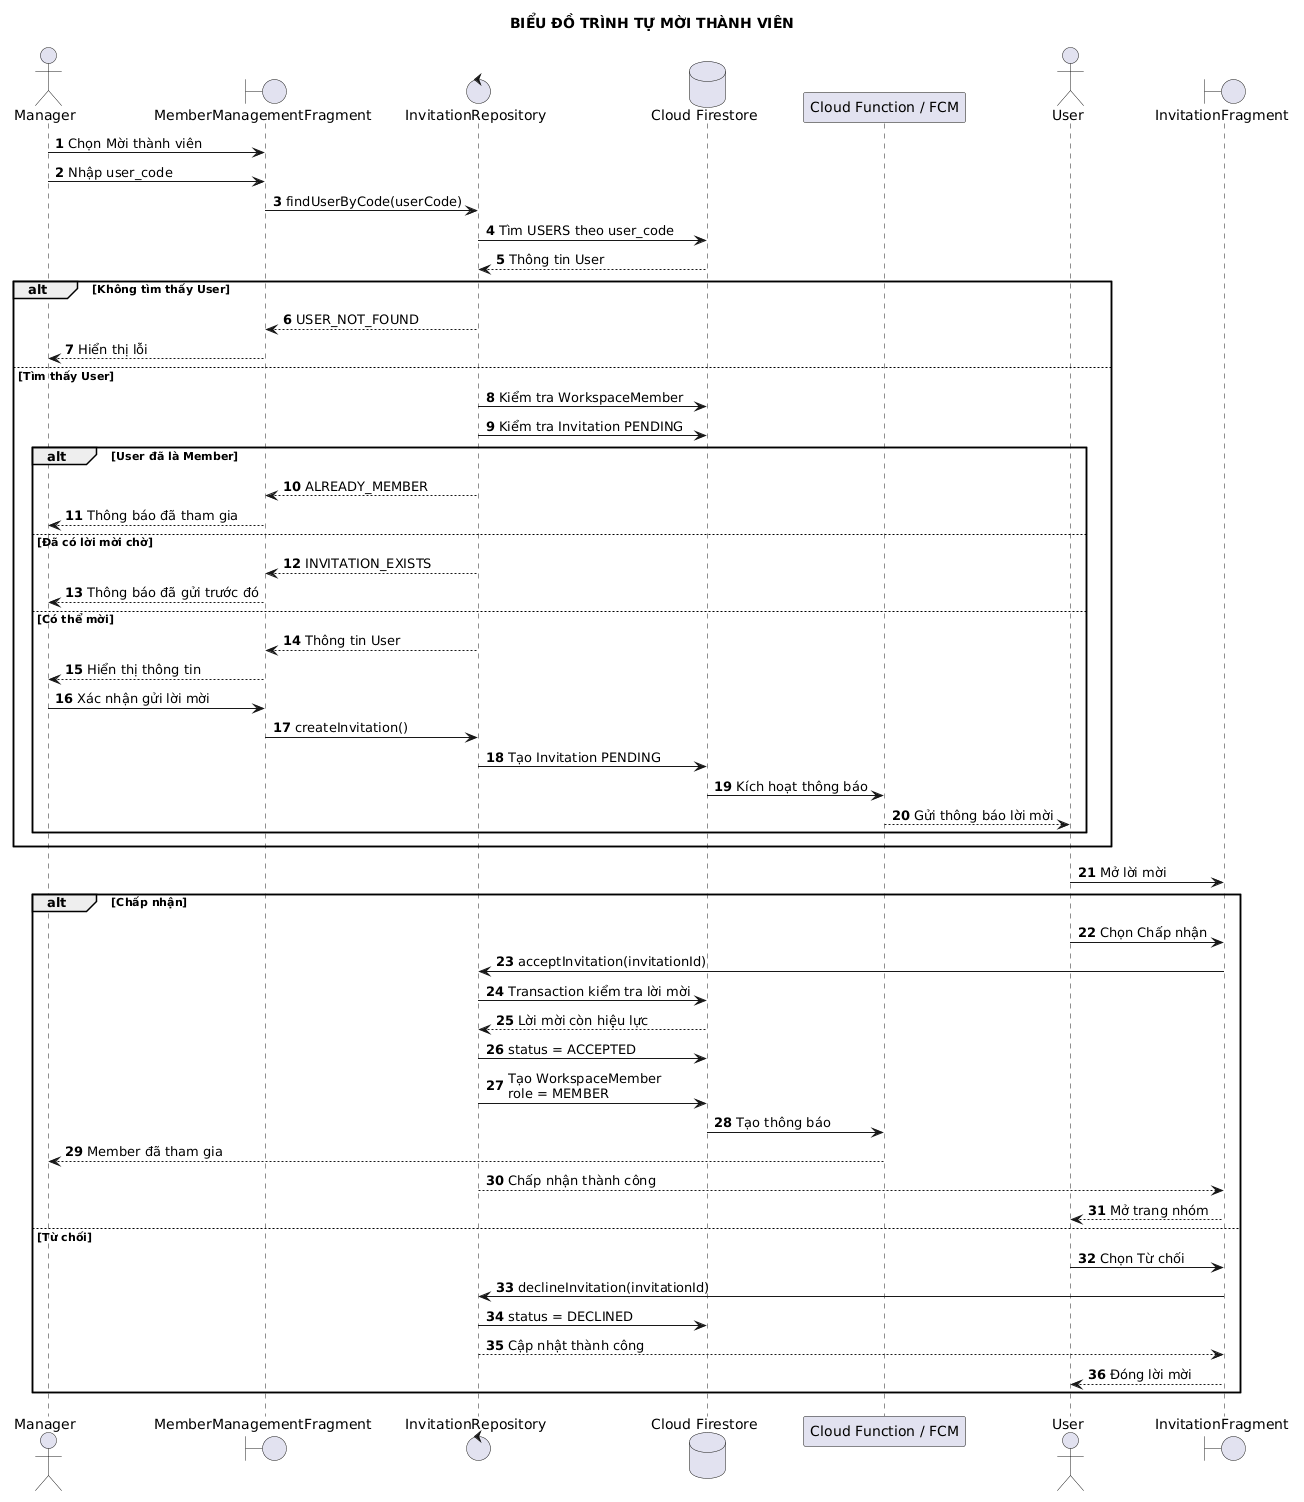 BIỂU ĐỒ TRÌNH TỰ MỜI THÀNH VIÊN
Manager
MemberManagementFragment
InvitationRepository
Cloud Firestore
Cloud Function / FCM
User
InvitationFragment
1 Chọn Mời thành viên
2 Nhập user_code
3 findUserByCode(userCode)
4 Tìm USERS theo user_code
5 Thông tin User
alt [Không tìm thấy User]
6 USER_NOT_FOUND
7 Hiển thị lỗi
[Tìm thấy User]
8 Kiểm tra WorkspaceMember
9 Kiểm tra Invitation PENDING
alt [User đã là Member]
10 ALREADY_MEMBER
11 Thông báo đã tham gia
[Đã có lời mời chờ]
12 INVITATION_EXISTS
13 Thông báo đã gửi trước đó
[Có thể mời]
14 Thông tin User
15 Hiển thị thông tin
16 Xác nhận gửi lời mời
17 createInvitation()
18 Tạo Invitation PENDING
19 Kích hoạt thông báo
20 Gửi thông báo lời mời
21 Mở lời mời
alt [Chấp nhận]
22 Chọn Chấp nhận
23 acceptInvitation(invitationId)
24 Transaction kiểm tra lời mời
25 Lời mời còn hiệu lực
26 status = ACCEPTED
27 Tạo WorkspaceMember
role = MEMBER
28 Tạo thông báo
29 Member đã tham gia
30 Chấp nhận thành công
31 Mở trang nhóm
[Từ chối]
32 Chọn Từ chối
33 declineInvitation(invitationId)
34 status = DECLINED
35 Cập nhật thành công
36 Đóng lời mời
Manager
MemberManagementFragment
InvitationRepository
Cloud Firestore
Cloud Function / FCM
User
InvitationFragment